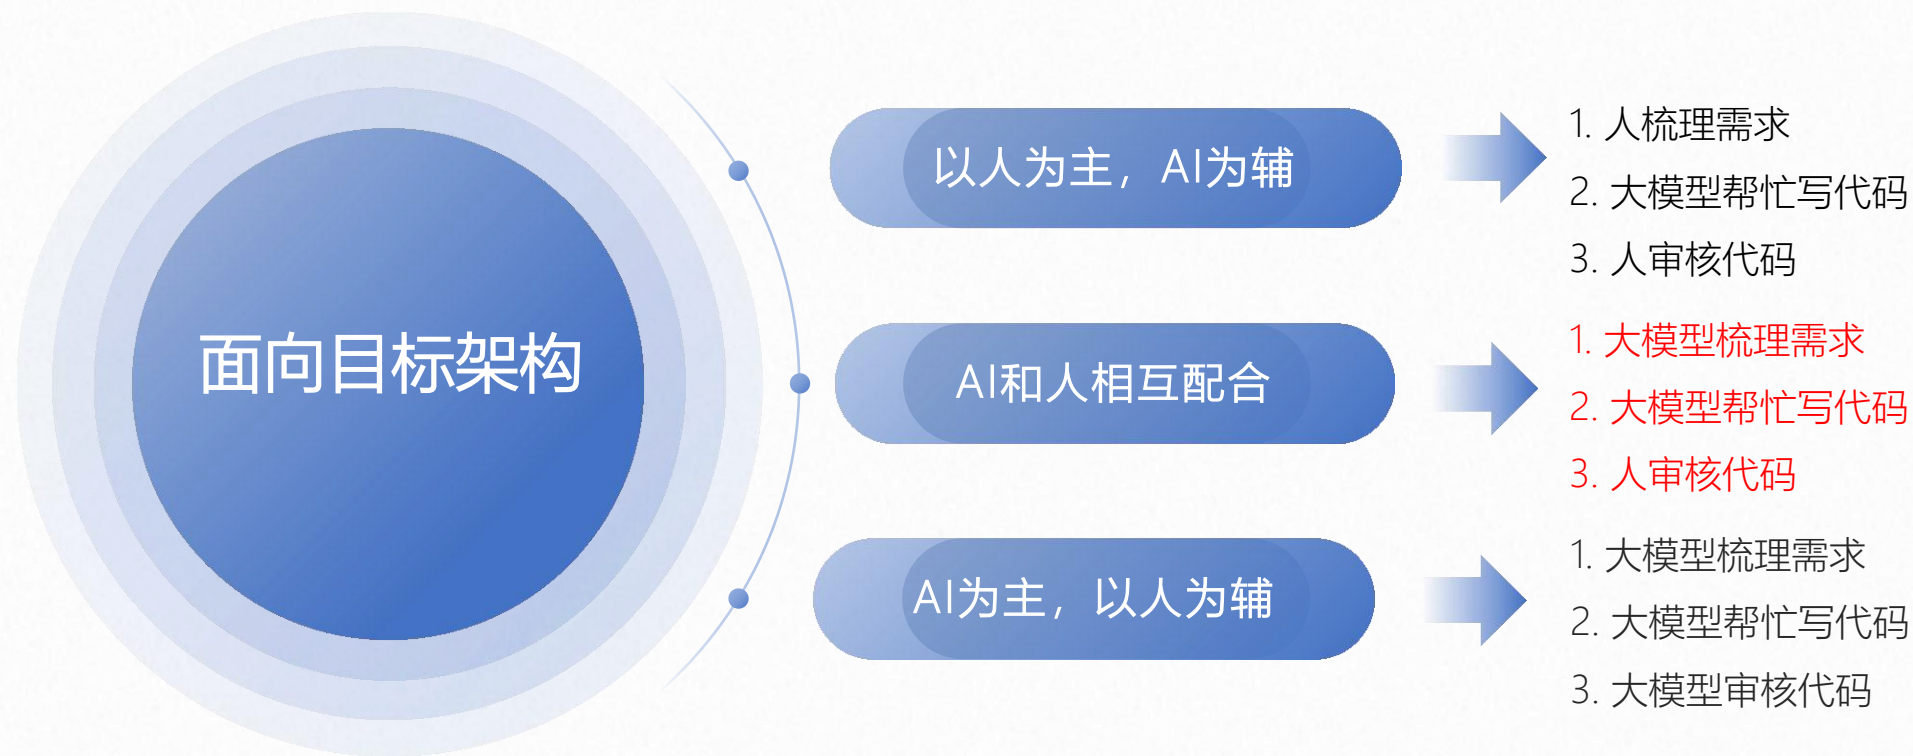 面向目标架构
以人为主，AI为辅
1. 人梳理需求
2. 大模型帮忙写代码
3. 人审核代码
AI和人相互配合
1. 大模型梳理需求
2. 大模型帮忙写代码
3. 人审核代码
AI为主，以人为辅
1. 大模型梳理需求
2. 大模型帮忙写代码
3. 大模型审核代码